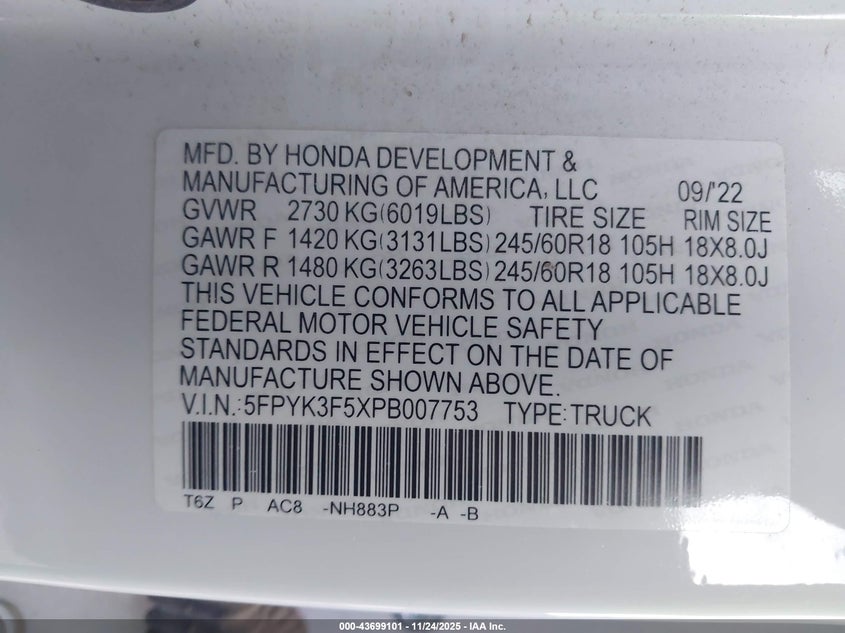 MFD. BY HONDA DEVELOPMENT &
MANUFACTURING OF AMERICA, LLC 09/'22
GVWR 2730 KG(6019LBS) TIRE SIZE RIM SIZE
GAWR F 1420 KG(3131LBS) 245/60R18 105H 18X8.0J
GAWR R 1480 KG(3263LBS) 245/60R18 105H 18X8.0J
THIS VEHICLE CONFORMS TO ALL APPLICABLE
FEDERAL MOTOR VEHICLE SAFETY
STANDARDS IN EFFECT ON THE DATE OF
MANUFACTURE SHOWN ABOVE.
V.I.N.:5FPYK3F5XPB007753 TYPE:TRUCK
T6Z P AC8 -NH883P -A -B
000-43699101 - 11/24/2025 - IAA Inc.